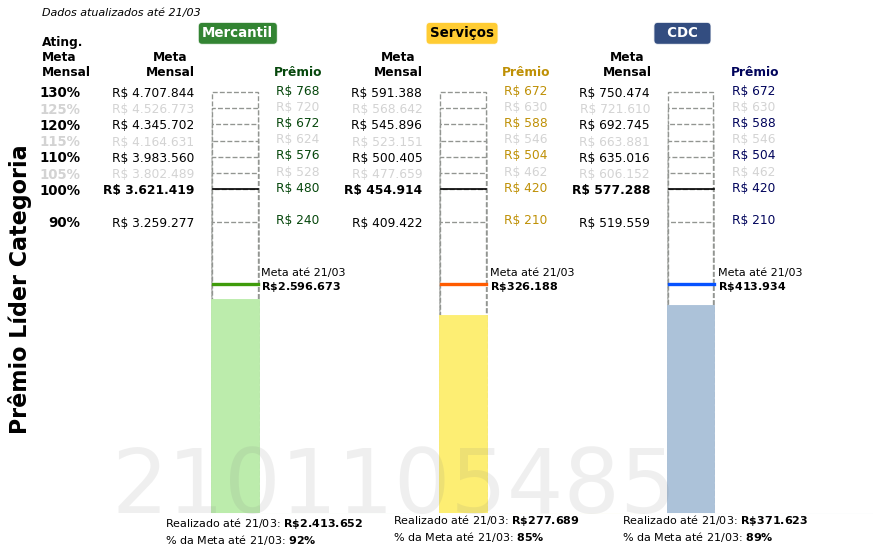 Dados atualizados até 21/03
Mercantil Serviços CDC
Ating. Meta Mensal Meta Mensal Prêmio Meta Mensal Prêmio Meta Mensal Prêmio
130% R$ 4.707.844 R$ 768 R$ 591.388 R$ 672 R$ 750.474 R$ 672
125% R$ 4.526.773 R$ 720 R$ 568.642 R$ 630 R$ 721.610 R$ 630
120% R$ 4.345.702 R$ 672 R$ 545.896 R$ 588 R$ 692.745 R$ 588
115% R$ 4.164.631 R$ 624 R$ 523.151 R$ 546 R$ 663.881 R$ 546
110% R$ 3.983.560 R$ 576 R$ 500.405 R$ 504 R$ 635.016 R$ 504
105% R$ 3.802.489 R$ 528 R$ 477.659 R$ 462 R$ 606.152 R$ 462
100% R$ 3.621.419 R$ 480 R$ 454.914 R$ 420 R$ 577.288 R$ 420
90% R$ 3.259.277 R$ 240 R$ 409.422 R$ 210 R$ 519.559 R$ 210
Meta até 21/03 Meta até 21/03 Meta até 21/03
R$2.596.673 R$326.188 R$413.934
Prêmio Líder Categoria
2101105485
Realizado até 21/03: R$2.413.652 Realizado até 21/03: R$277.689 Realizado até 21/03: R$371.623
% da Meta até 21/03: 92% % da Meta até 21/03: 85% % da Meta até 21/03: 89%